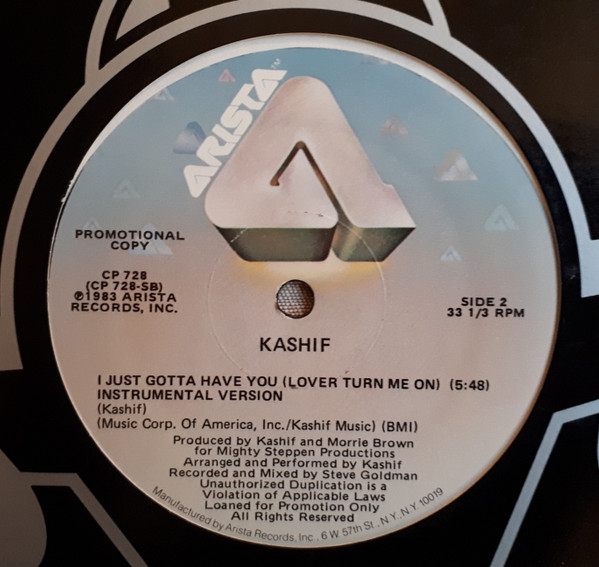 ARISTA™
PROMOTIONAL
COPY
CP 728
(CP 728-SB)
℗1983 ARISTA
RECORDS, INC.
SIDE 2
33 1/3 RPM
KASHIF
I JUST GOTTA HAVE YOU (LOVER TURN ME ON) (5:48)
INSTRUMENTAL VERSION
(Kashif)
(Music Corp. Of America, Inc./Kashif Music) (BMI)
Produced by Kashif and Morrie Brown
for Mighty Steppen Productions
Arranged and Performed by Kashif
Recorded and Mixed by Steve Goldman
Unauthorized Duplication is a
Violation of Applicable Laws
Loaned for Promotion Only
All Rights Reserved
Manufactured by Arista Records, Inc., 6 W 57th St., N.Y. N.Y. 10019